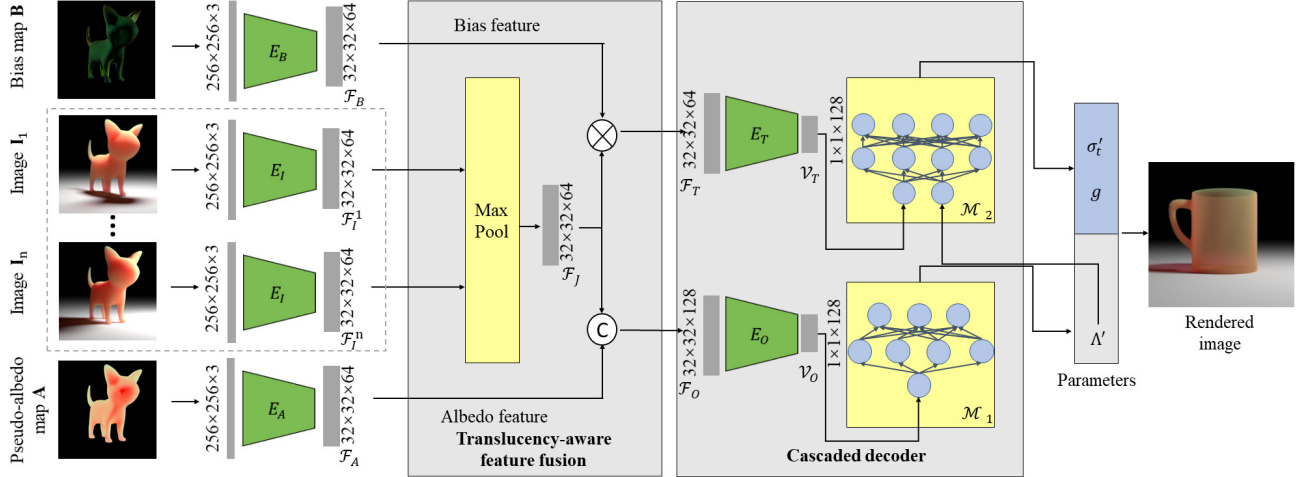 Bias map B
256×256×3
E_B
32×32×64
ℱ_B
Bias feature
Image I₁
256×256×3
E_I
32×32×64
ℱ_I^1
Image Iₙ
256×256×3
E_I
32×32×64
ℱ_I^n
Pseudo-albedo
map A
256×256×3
E_A
32×32×64
ℱ_A
Albedo feature
Max
Pool
32×32×64
ℱ_J
C
Translucency-aware
feature fusion
32×32×64
ℱ_T
E_T
𝒱_T
1×1×128
ℳ₂
32×32×128
ℱ_O
E_O
𝒱_O
1×1×128
ℳ₁
Cascaded decoder
σ_t′
g
Λ′
Parameters
Rendered
image